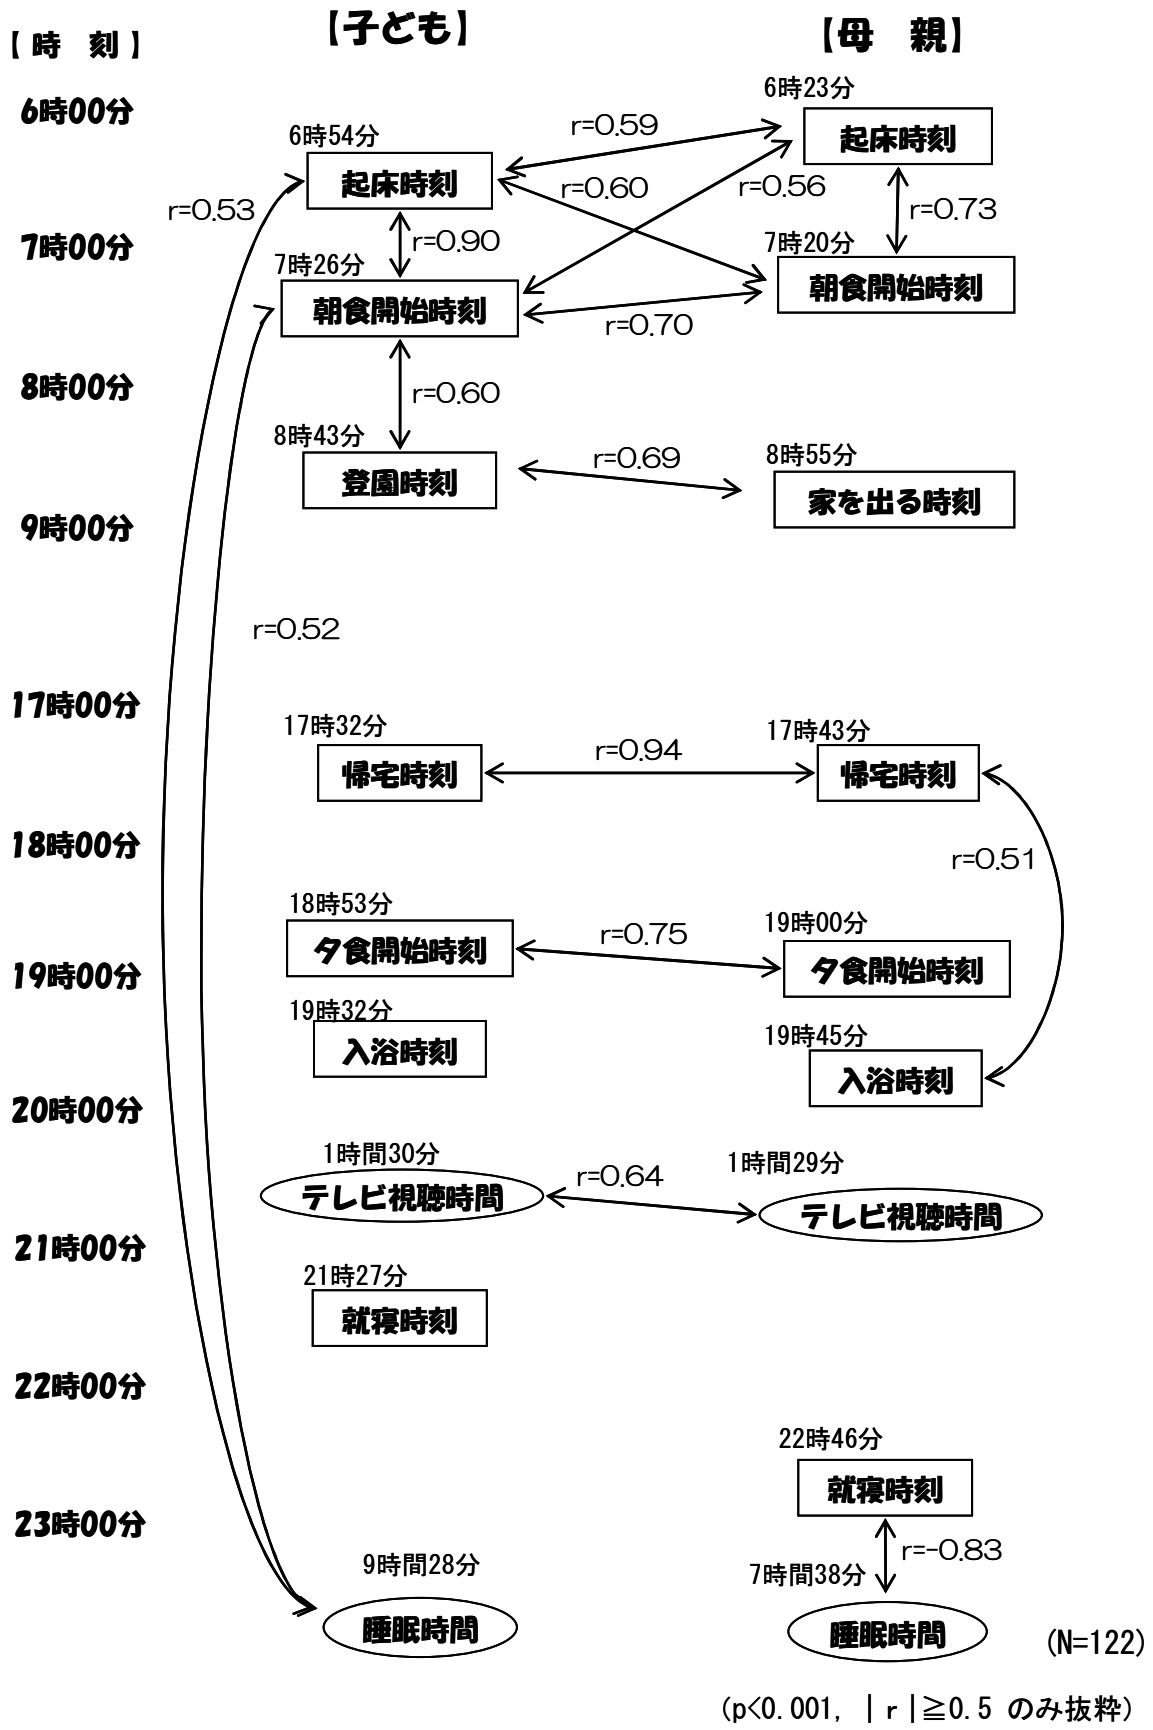 【時 刻】
【子ども】
【母 親】
6時00分
6時23分
起床時刻
6時54分
起床時刻
r=0.59
r=0.60
r=0.56
r=0.53
r=0.90
r=0.73
7時00分
7時26分
朝食開始時刻
7時20分
朝食開始時刻
r=0.70
8時00分
r=0.60
8時43分
登園時刻
r=0.69
8時55分
家を出る時刻
9時00分
r=0.52
17時00分
17時32分
帰宅時刻
r=0.94
17時43分
帰宅時刻
18時00分
r=0.51
18時53分
夕食開始時刻
r=0.75
19時00分
夕食開始時刻
19時00分
19時32分
入浴時刻
19時45分
入浴時刻
20時00分
1時間30分
テレビ視聴時間
r=0.64
1時間29分
テレビ視聴時間
21時00分
21時27分
就寝時刻
22時00分
22時46分
就寝時刻
23時00分
r=-0.83
9時間28分
睡眠時間
7時間38分
睡眠時間
(N=122)
(p<0.001, |r|≧0.5 のみ抜粋)